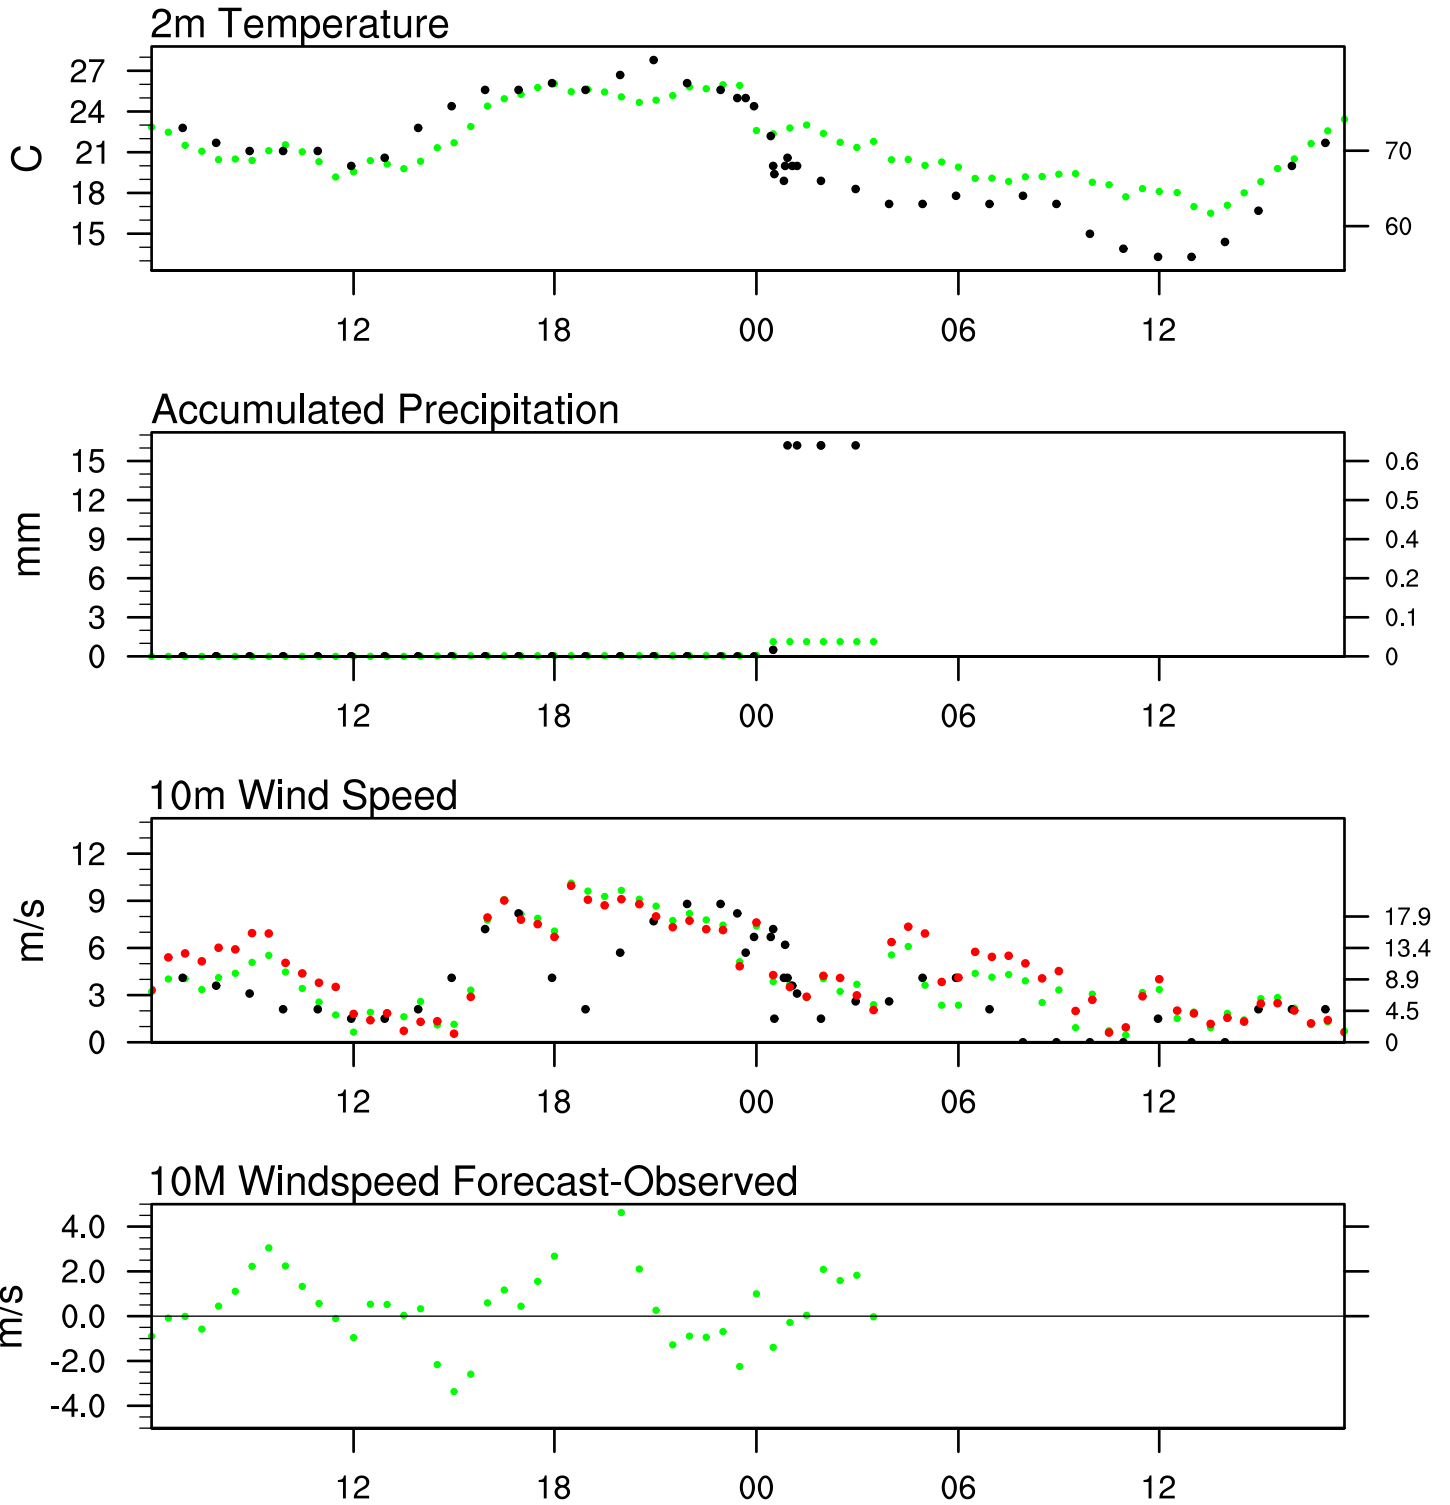 2m Temperature
27
24
21
18
15
C
70
60
12 18 00 06 12
Accumulated Precipitation
15
12
9
6
3
0
mm
0.6
0.5
0.4
0.2
0.1
0
12 18 00 06 12
10m Wind Speed
12
9
6
3
0
m/s
17.9
13.4
8.9
4.5
0
12 18 00 06 12
10M Windspeed Forecast-Observed
4.0
2.0
0.0
-2.0
-4.0
m/s
12 18 00 06 12